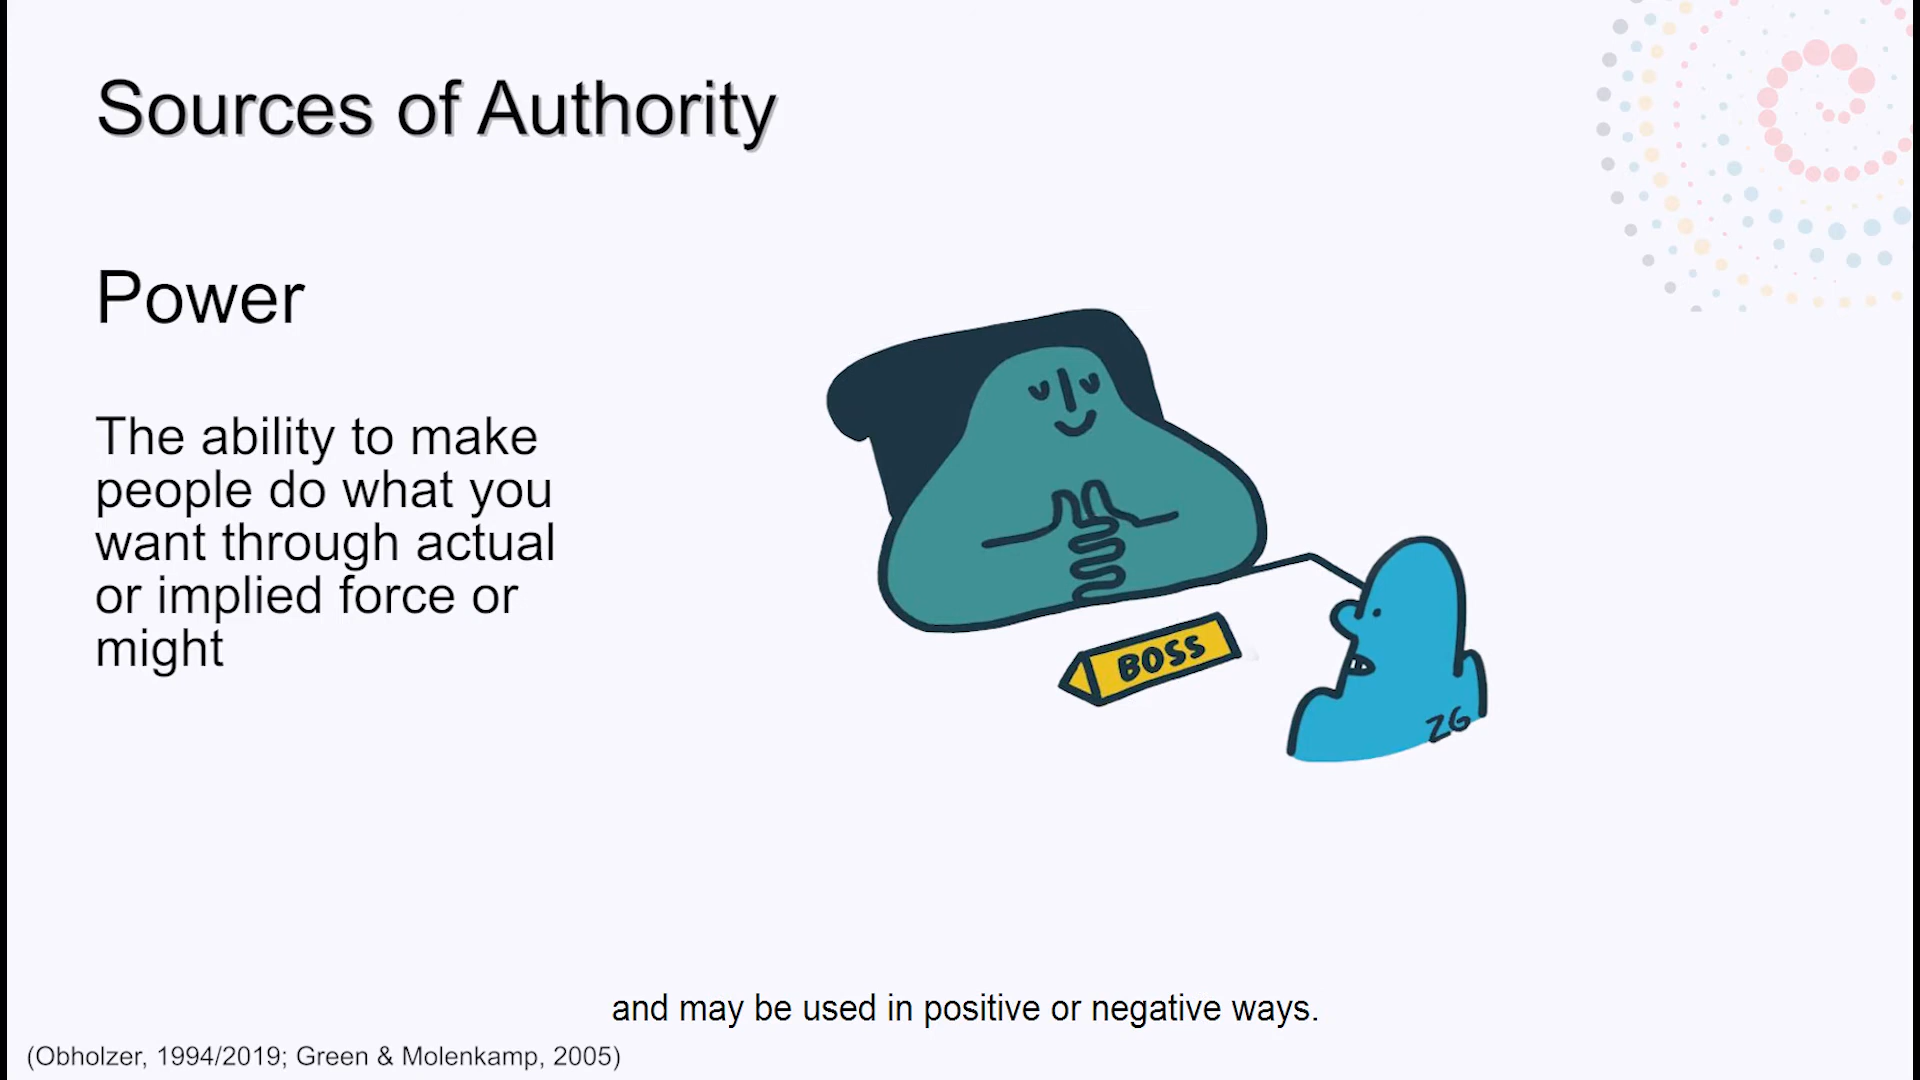 Sources of Authority
Power
The ability to make
people do what you
want through actual
or implied force or
might
BOSS
ZG
and may be used in positive or negative ways.
(Obholzer, 1994/2019; Green & Molenkamp, 2005)